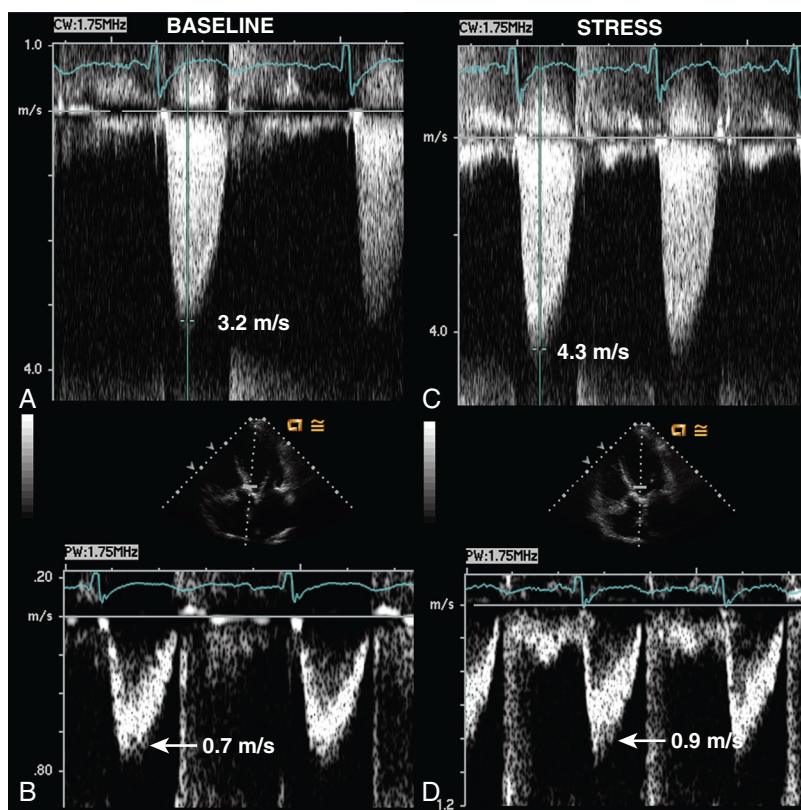 CW:1.75MHz
BASELINE
1.0
m/s
3.2 m/s
4.0
A
CW:1.75MHz
STRESS
m/s
4.0
4.3 m/s
C
PW:1.75MHz
.20
m/s
0.7 m/s
.80
B
PW:1.75MHz
m/s
0.9 m/s
1.2
D